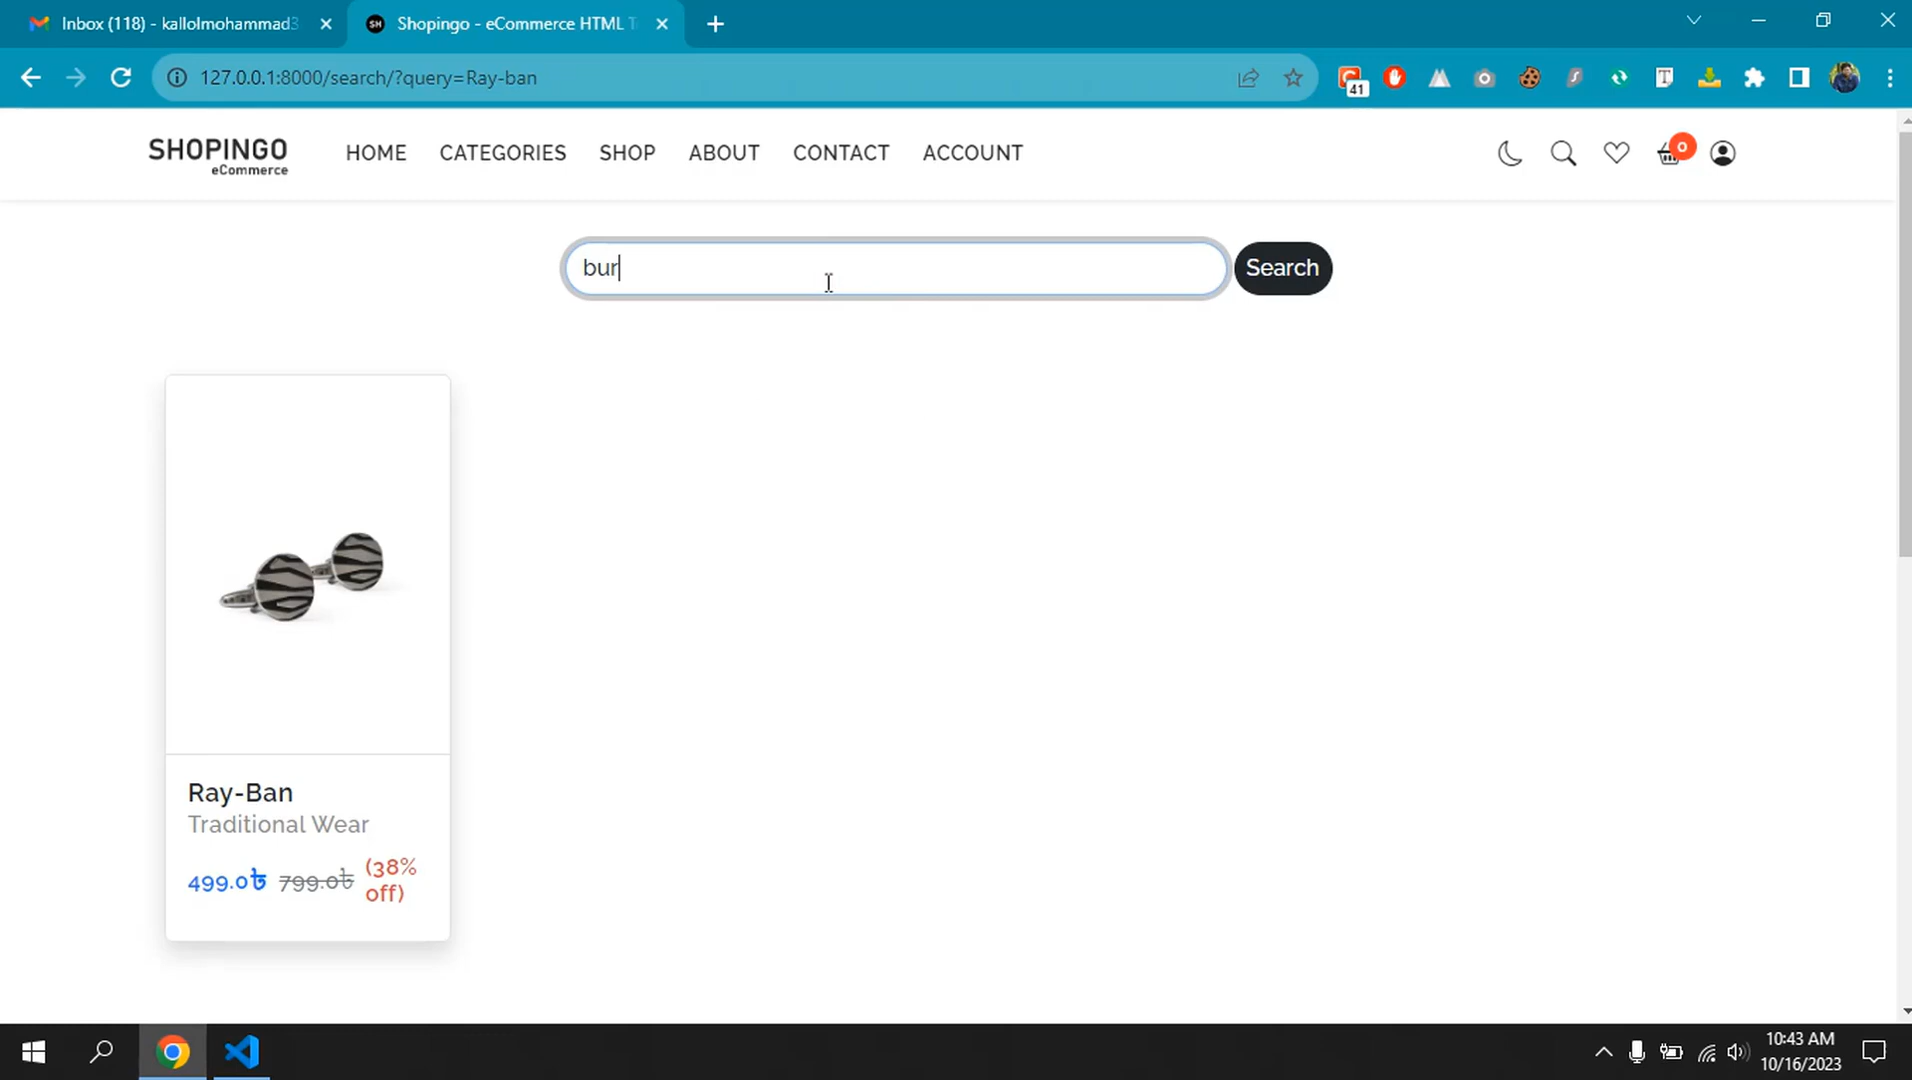 Inbox (118) - kallolmohammad3
Shopingo - eCommerce HTML T
127.0.0.1:8000/search/?query=Ray-ban
41
SHOPINGO
eCommerce
HOME
CATEGORIES
SHOP
ABOUT
CONTACT
ACCOUNT
0
bur
Search
Ray-Ban
Traditional Wear
499.0৳ 799.0৳ (38%
off)
10:43 AM
10/16/2023